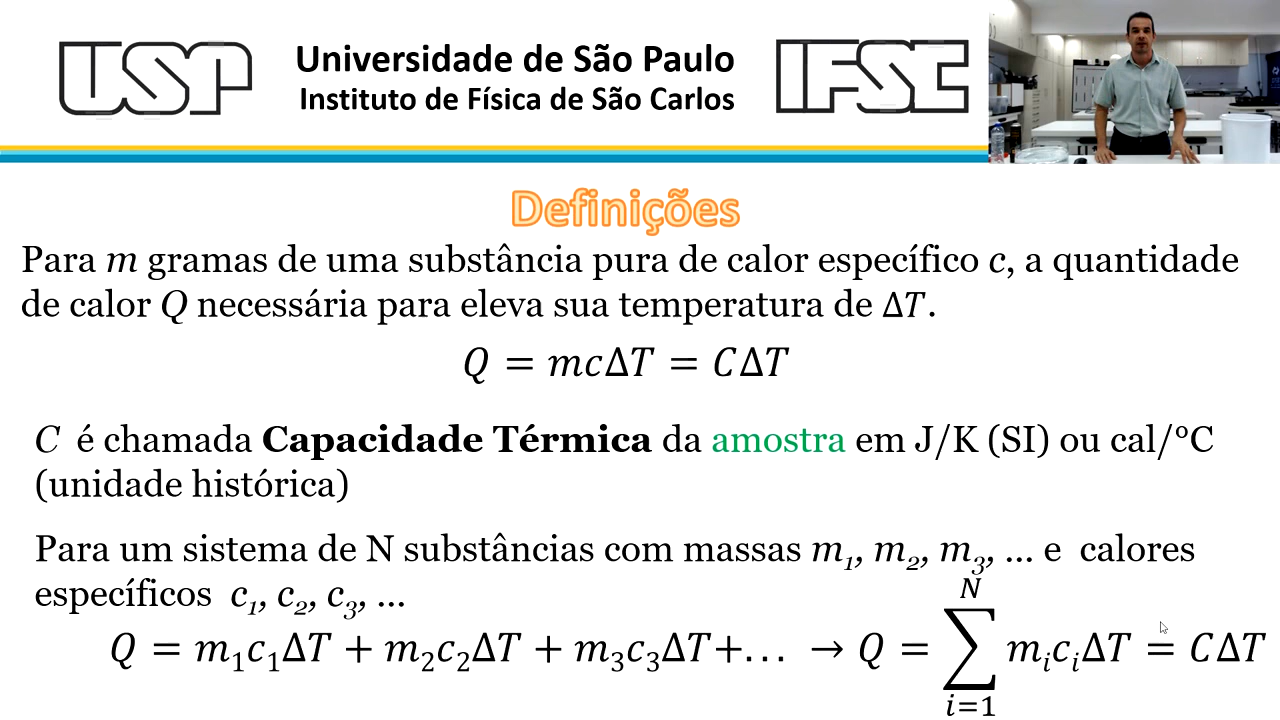 USP
Universidade de São Paulo
Instituto de Física de São Carlos
IFSC
Definições
Para m gramas de uma substância pura de calor específico c, a quantidade
de calor Q necessária para eleva sua temperatura de ΔT.
Q = mcΔT = CΔT
C é chamada Capacidade Térmica da amostra em J/K (SI) ou cal/°C
(unidade histórica)
Para um sistema de N substâncias com massas m₁, m₂, m₃, ... e calores
específicos c₁, c₂, c₃, ...
Q = m₁c₁ΔT + m₂c₂ΔT + m₃c₃ΔT+... → Q = ∑_{i=1}^{N} mᵢcᵢΔT = CΔT